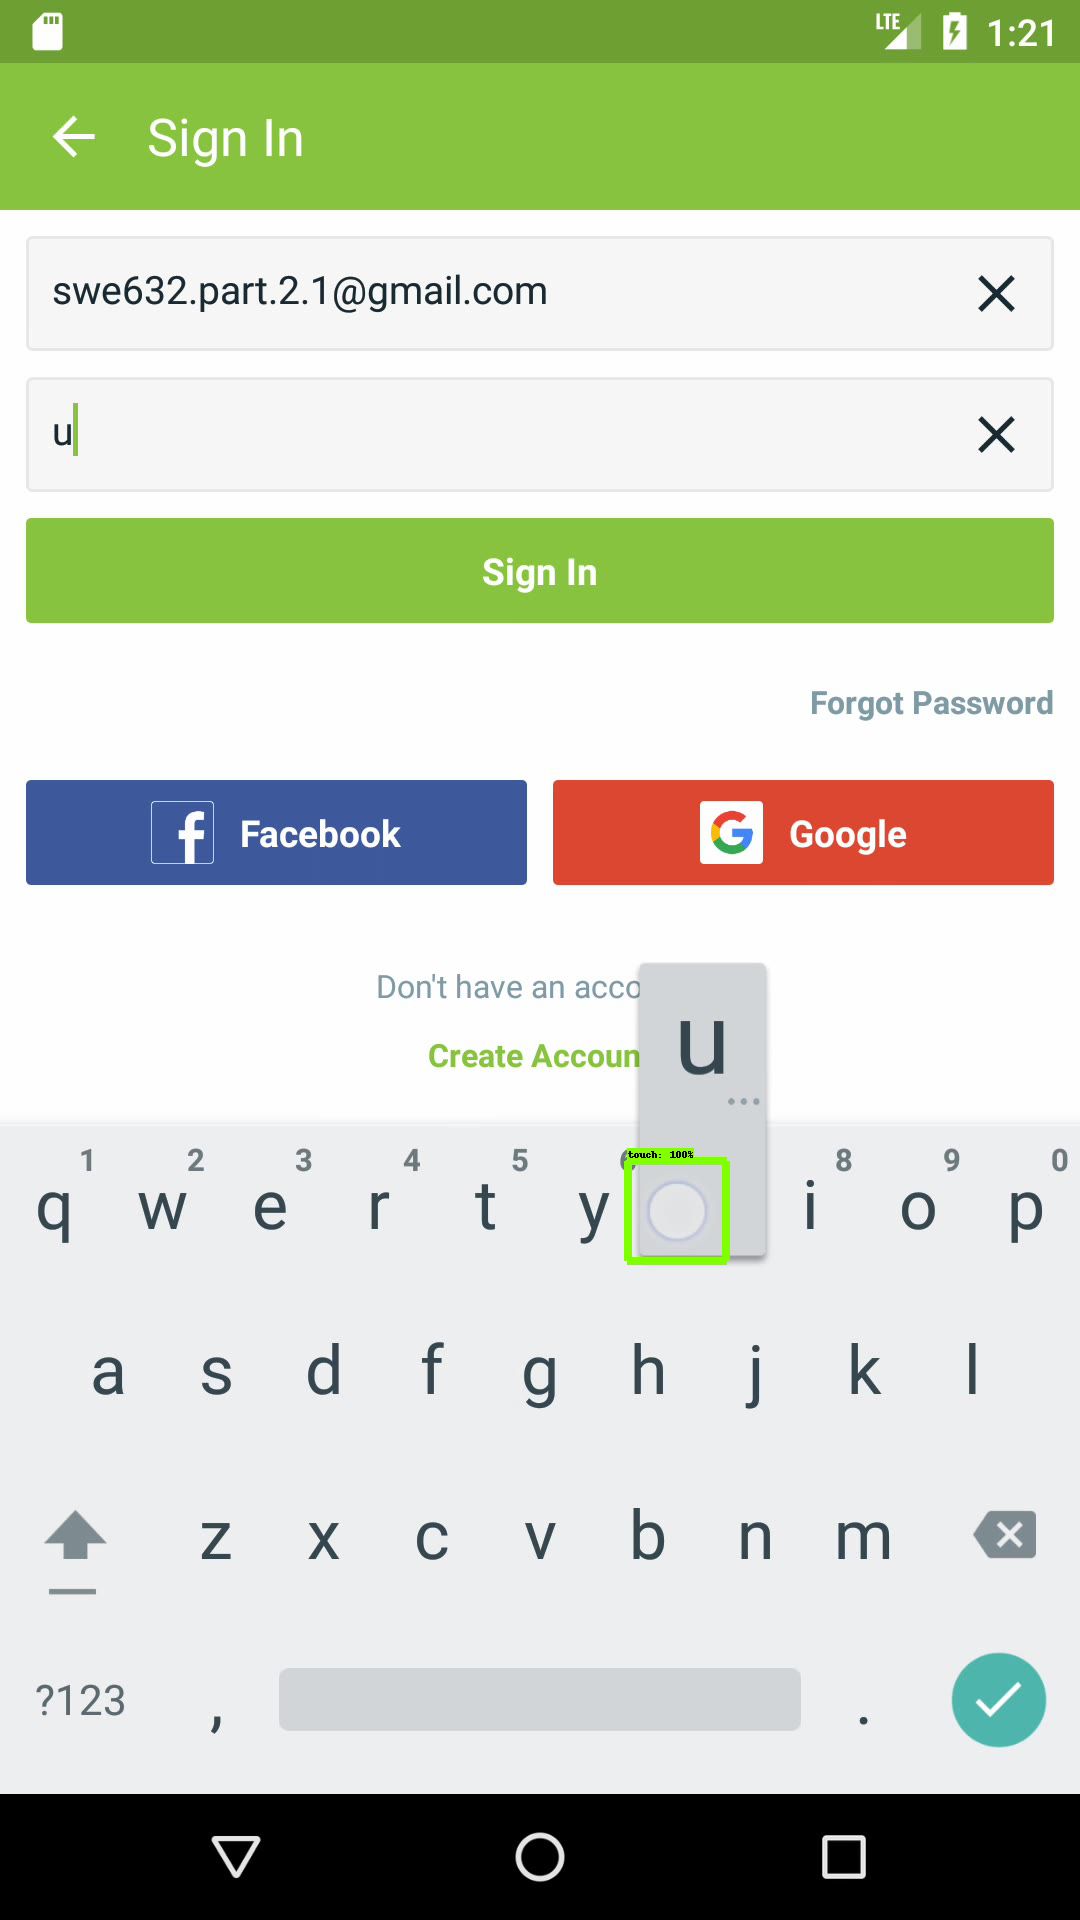 LTE 1:21
Sign In
swe632.part.2.1@gmail.com
u
Sign In
Forgot Password
Facebook
G Google
Don't have an acco
Create Accoun
u
...
touch: 100%
1 2 3 4 5 6 8 9 0
q w e r t y i o p
a s d f g h j k l
z x c v b n m
?123 , .